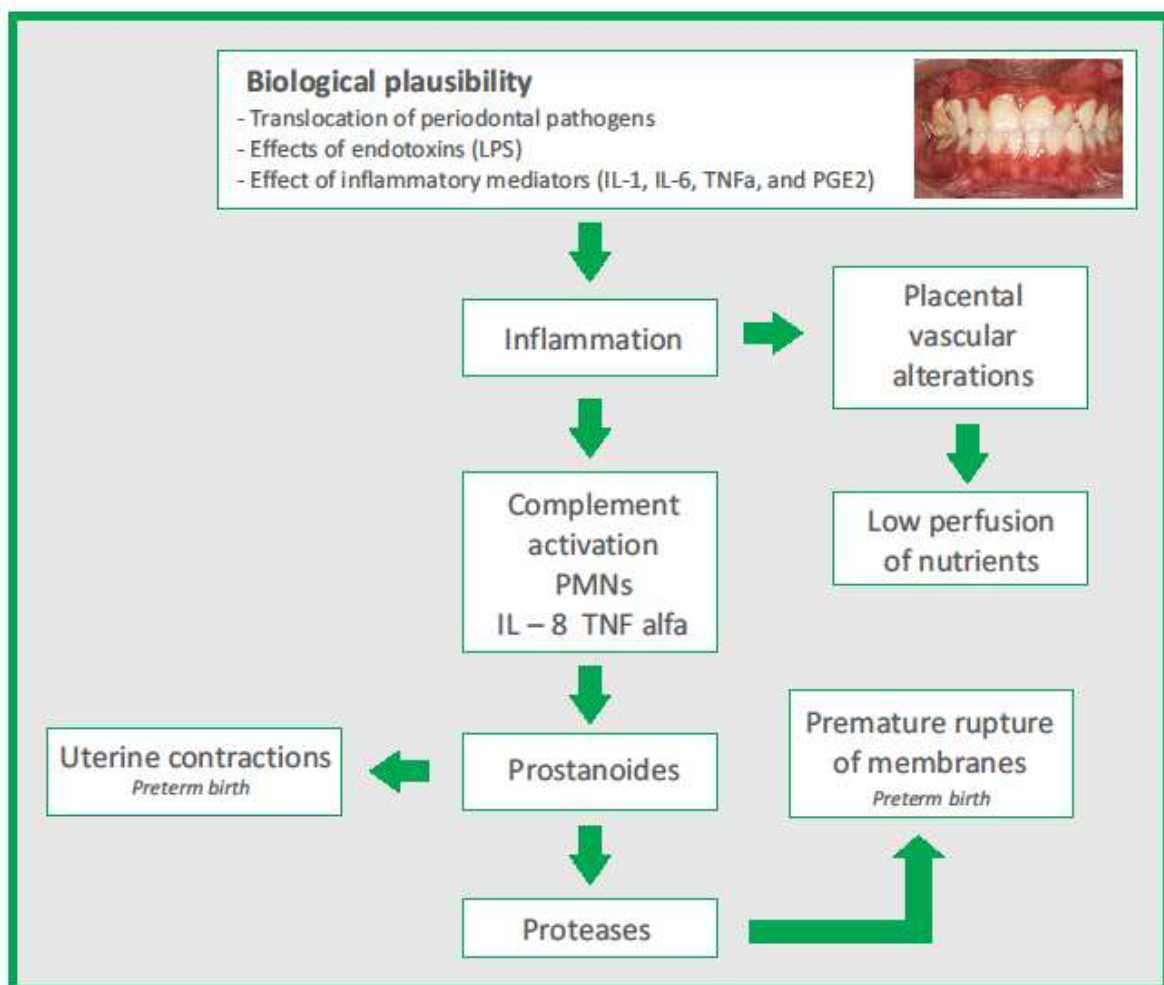 Biological plausibility
- Translocation of periodontal pathogens
- Effects of endotoxins (LPS)
- Effect of inflammatory mediators (IL-1, IL-6, TNFa, and PGE2)
Inflammation
Placental
vascular
alterations
Complement
activation
PMNs
IL – 8 TNF alfa
Low perfusion
of nutrients
Prostanoides
Uterine contractions
Preterm birth
Premature rupture
of membranes
Preterm birth
Proteases